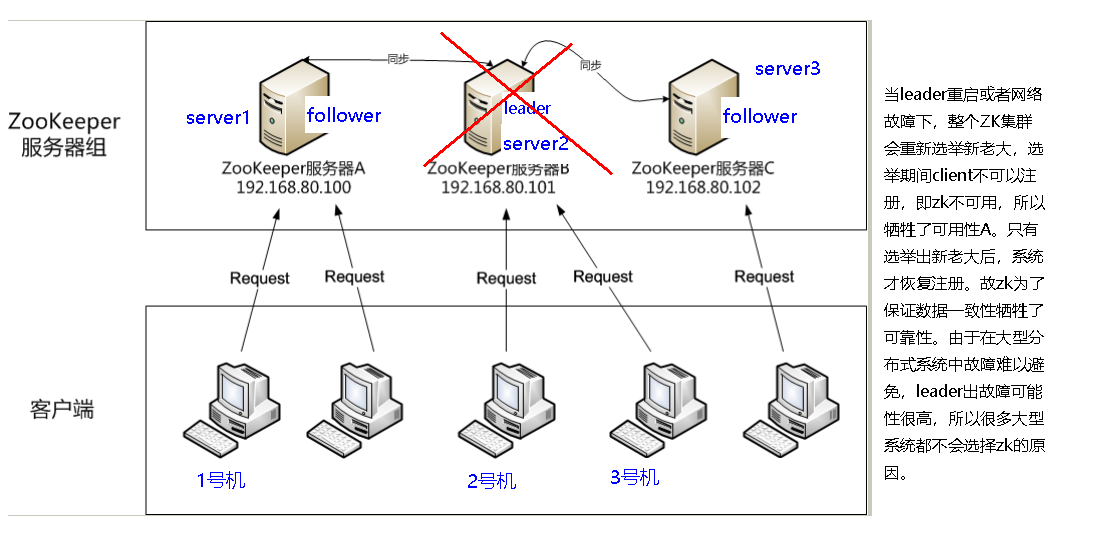 ZooKeeper
服务器组
server1
follower
同步
leader
server2
同步
server3
follower
ZooKeeper服务器A
192.168.80.100
ZooKeeper服务器B
192.168.80.101
ZooKeeper服务器C
192.168.80.102
Request
Request
Request
Request
Request
客户端
1号机
2号机
3号机
当leader重启或者网络
故障下，整个ZK集群
会重新选举新老大，选
举期间client不可以注
册，即zk不可用，所以
牺牲了可用性A。只有
选举出新老大后，系统
才恢复注册。故zk为了
保证数据一致性牺牲了
可靠性。由于在大型分
布式系统中故障难以避
免，leader出故障可能
性很高，所以很多大型
系统都不会选择zk的原
因。